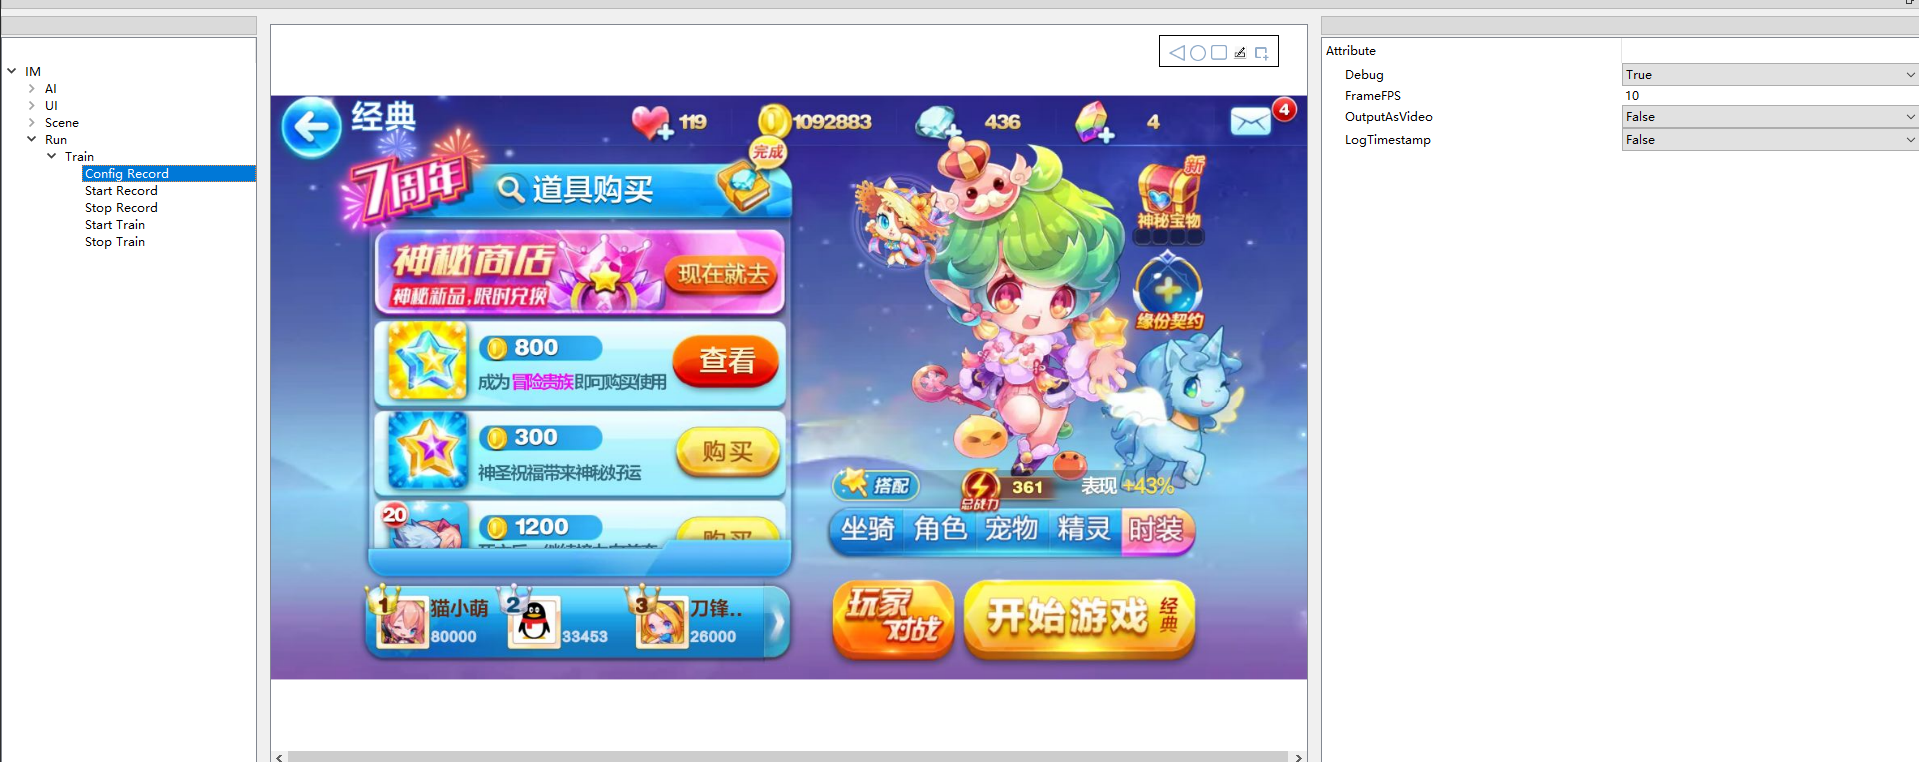 IM
AI
UI
Scene
Run
Train
Config Record
Start Record
Stop Record
Start Train
Stop Train
经典
119
1092883
436
4
4
完成
7周年
道具购买
神秘商店
神秘新品,限时兑换
现在就去
800
成为冒险贵族即可购买使用
查看
300
神圣祝福带来神秘好运
购买
20
1200
购买
1
猫小萌
80000
2
33453
3
刀锋..
26000
新
神秘宝物
缘份契约
搭配
总战力
361
表现 +43%
坐骑
角色
宠物
精灵
时装
玩家对战
开始游戏
经典
Attribute
Debug
True
FrameFPS
10
OutputAsVideo
False
LogTimestamp
False